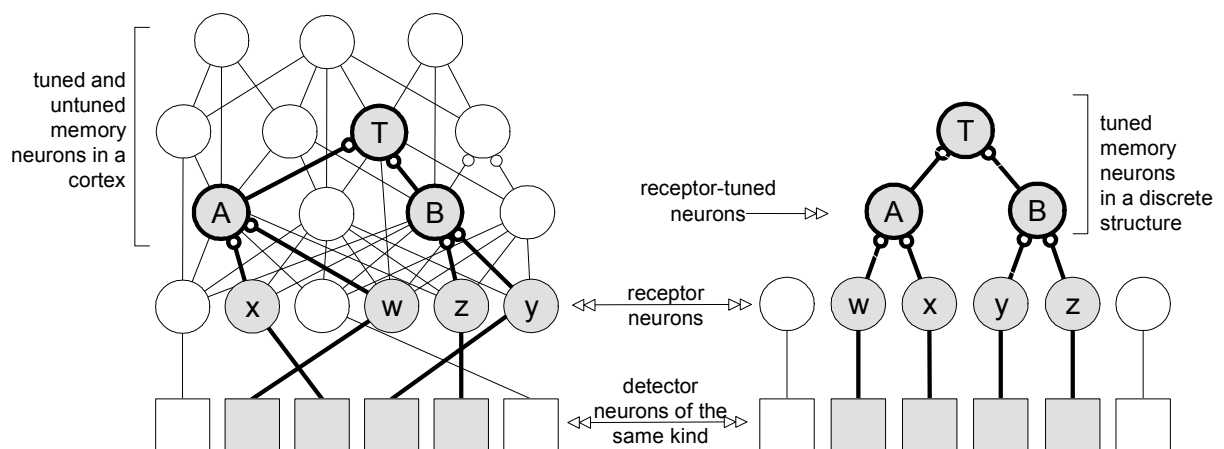 tuned and
untuned
memory
neurons in a
cortex
T
A
B
x
w
z
y
receptor-tuned
neurons
receptor
neurons
detector
neurons of the
same kind
T
A
B
w
x
y
z
tuned
memory
neurons
in a discrete
structure